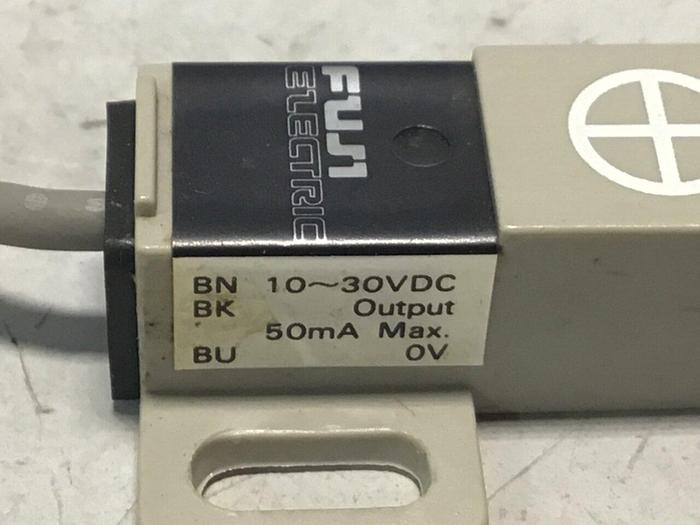 FUJI
ELECTRIC
BN 10~30VDC
BK Output
50mA Max.
BU 0V